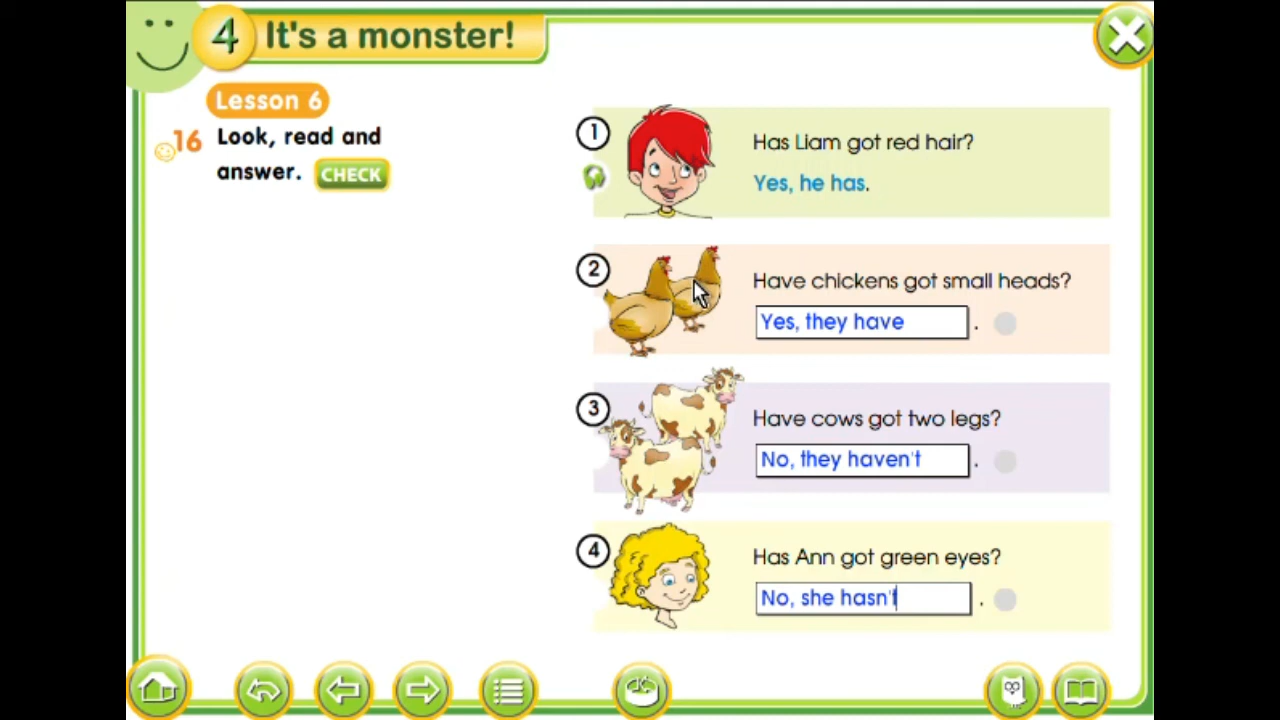 4 It's a monster!
Lesson 6
16 Look, read and
answer. CHECK
1 Has Liam got red hair?
Yes, he has.
2 Have chickens got small heads?
Yes, they have .
3 Have cows got two legs?
No, they haven't .
4 Has Ann got green eyes?
No, she hasn't .